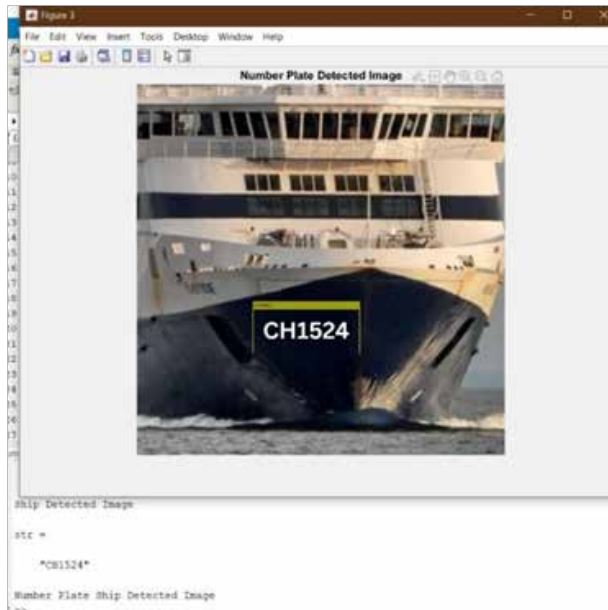 Figure 3
File Edit View Insert Tools Desktop Window Help
Number Plate Detected Image
CH1524
Ship Detected Image
str =
"CH1524"
Number Plate Ship Detected Image
>>